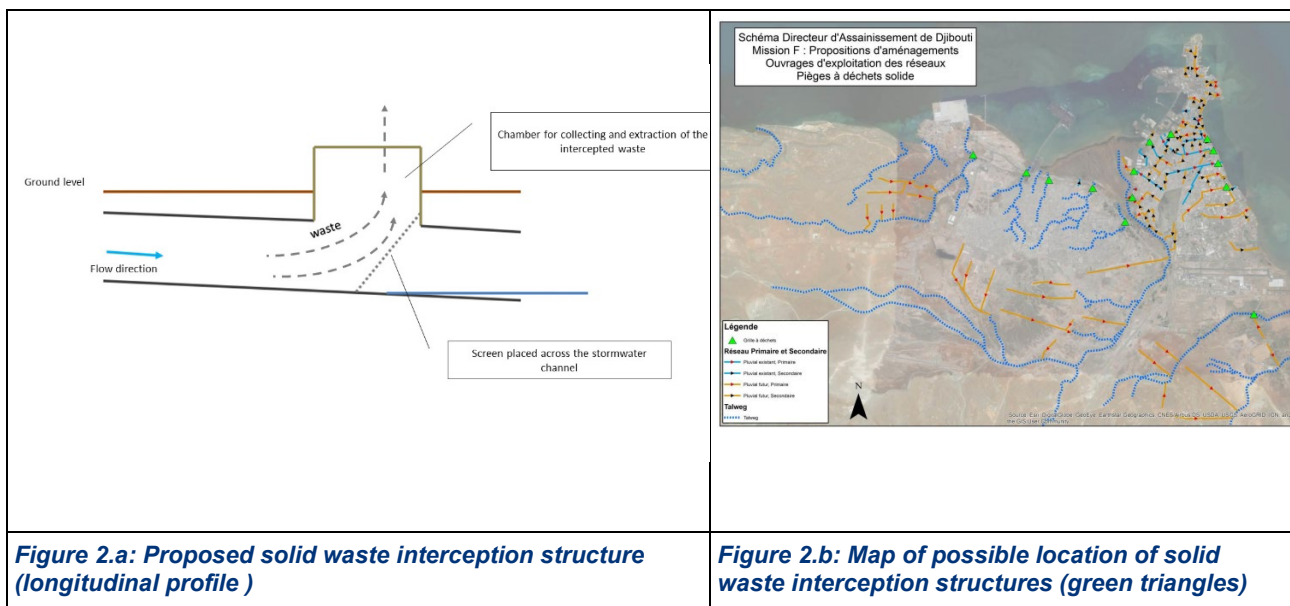 Chamber for collecting and extraction of the
intercepted waste
Ground level
waste
Flow direction
Screen placed across the stormwater
channel
Schéma Directeur d'Assainissement de Djibouti
Mission F : Propositions d'aménagements
Ouvrages d'exploitation des réseaux
Pièges à déchets solide
Légende
Grille à déchets
Réseau Primaire et Secondaire
Pluvial existant, Primaire
Pluvial existant, Secondaire
Pluvial futur, Primaire
Pluvial futur, Secondaire
Talweg
Talweg
N
Figure 2.a: Proposed solid waste interception structure
(longitudinal profile )
Figure 2.b: Map of possible location of solid
waste interception structures (green triangles)